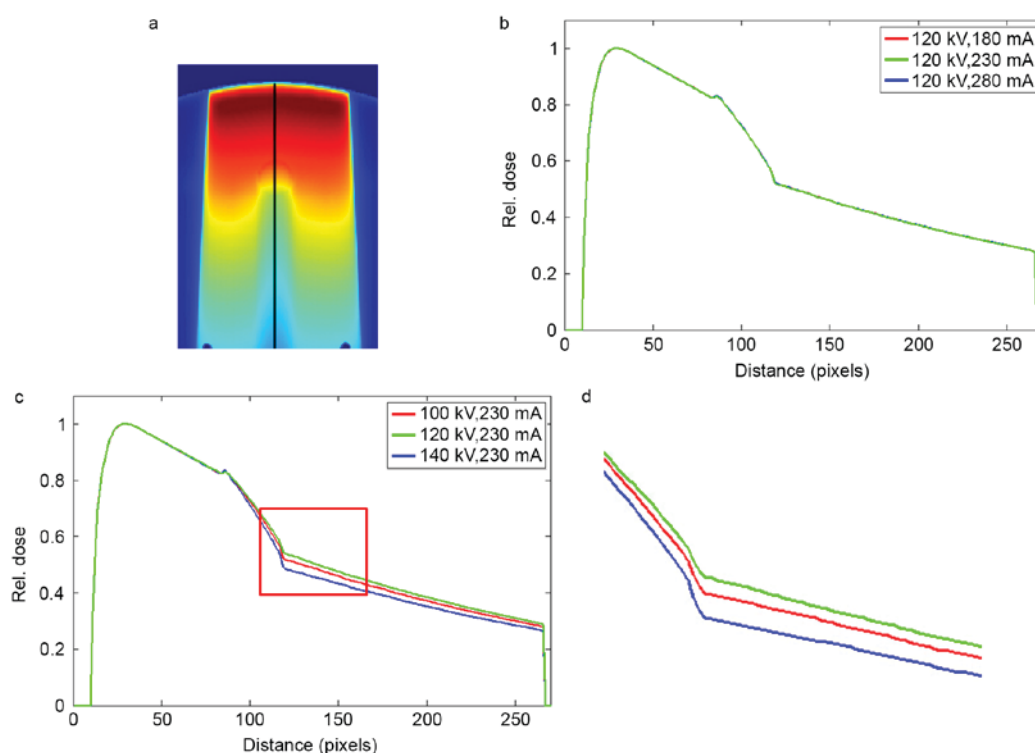 a
b
120 kV,180 mA
120 kV,230 mA
120 kV,280 mA
1
0.8
0.6
0.4
0.2
0
Rel. dose
0 50 100 150 200 250
Distance (pixels)
c
100 kV,230 mA
120 kV,230 mA
140 kV,230 mA
1
0.8
0.6
0.4
0.2
0
Rel. dose
0 50 100 150 200 250
Distance (pixels)
d